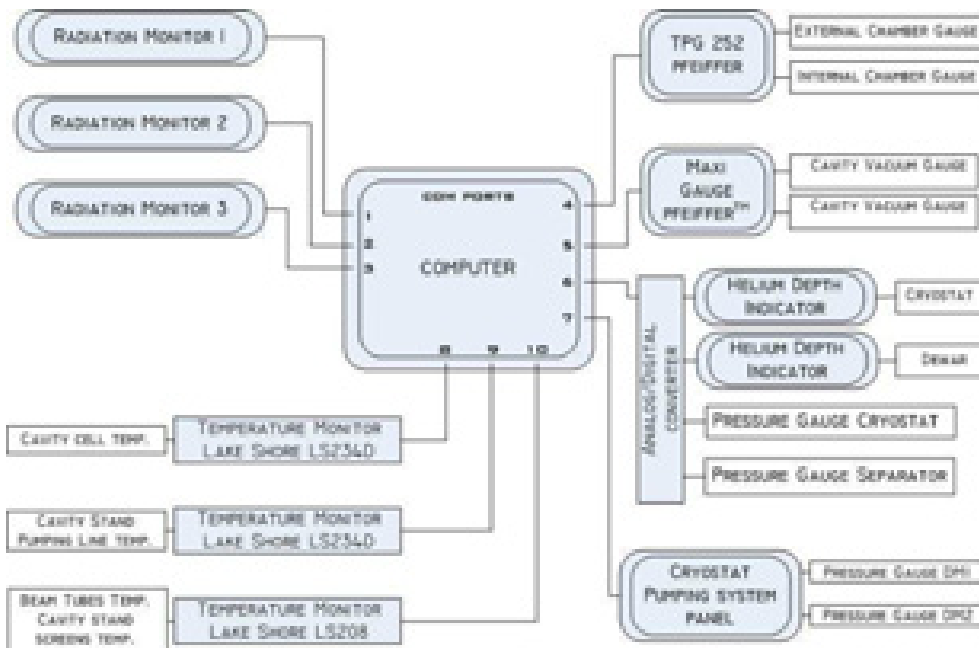 RADIATION MONITOR 1
RADIATION MONITOR 2
RADIATION MONITOR 3
COM PORTS
1
2
3
4
5
6
7
8
9
10
COMPUTER
TPG 252
PFEIFFER
EXTERNAL CHAMBER GAUGE
INTERNAL CHAMBER GAUGE
MAXI
GAUGE
PFEIFFER™
CAVITY VACUUM GAUGE
CAVITY VACUUM GAUGE
ANALOG/DIGITAL
CONVERTER
HELIUM DEPTH
INDICATOR
CRYOSTAT
HELIUM DEPTH
INDICATOR
DEWAR
PRESSURE GAUGE CRYOSTAT
PRESSURE GAUGE SEPARATOR
CRYOSTAT
PUMPING SYSTEM
PANEL
PRESSURE GAUGE DM1
PRESSURE GAUGE DM2
CAVITY CELL TEMP.
TEMPERATURE MONITOR
LAKE SHORE LS234D
CAVITY STAND
PUMPING LINE TEMP.
TEMPERATURE MONITOR
LAKE SHORE LS234D
BEAM TUBES TEMP.
CAVITY STAND
SCREENS TEMP.
TEMPERATURE MONITOR
LAKE SHORE LS208